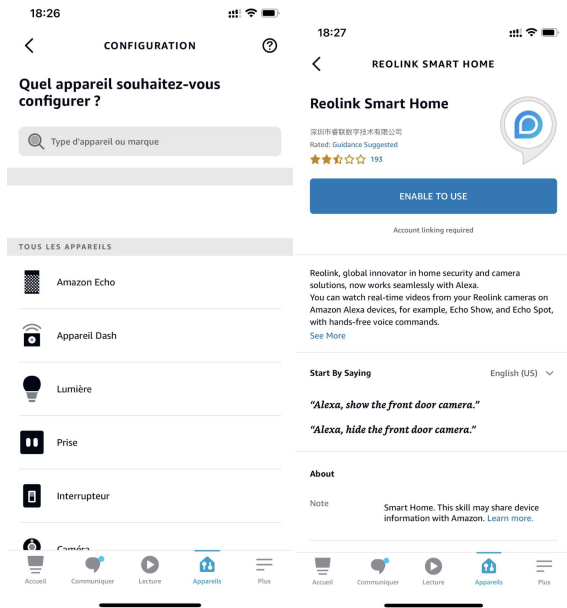 18:26
CONFIGURATION
Quel appareil souhaitez-vous
configurer ?
Type d'appareil ou marque
TOUS LES APPAREILS
Amazon Echo
Appareil Dash
Lumière
Prise
Interrupteur
Caméra
Accueil
Communiquer
Lecture
Appareils
Plus
18:27
REOLINK SMART HOME
Reolink Smart Home
深圳市睿联数字技术有限公司
Rated: Guidance Suggested
193
ENABLE TO USE
Account linking required
Reolink, global innovator in home security and camera
solutions, now works seamlessly with Alexa.
You can watch real-time videos from your Reolink cameras on
Amazon Alexa devices, for example, Echo Show, and Echo Spot,
with hands-free voice commands.
See More
Start By Saying
English (US)
“Alexa, show the front door camera.”
“Alexa, hide the front door camera.”
About
Note
Smart Home. This skill may share device
information with Amazon. Learn more.
Accueil
Communiquer
Lecture
Appareils
Plus